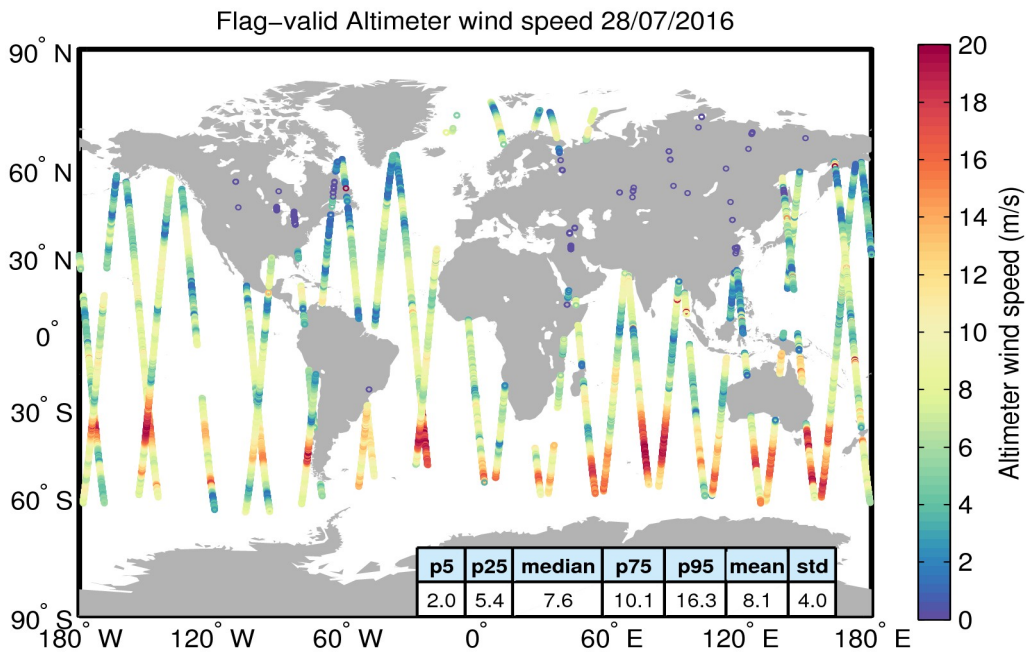 Flag−valid Altimeter wind speed 28/07/2016
90° N
60° N
30° N
0°
30° S
60° S
90° S
180° W 120° W 60° W 0° 60° E 120° E 180° E
p5 p25 median p75 p95 mean std
2.0 5.4 7.6 10.1 16.3 8.1 4.0
20
18
16
14
12
10
8
6
4
2
0
Altimeter wind speed (m/s)